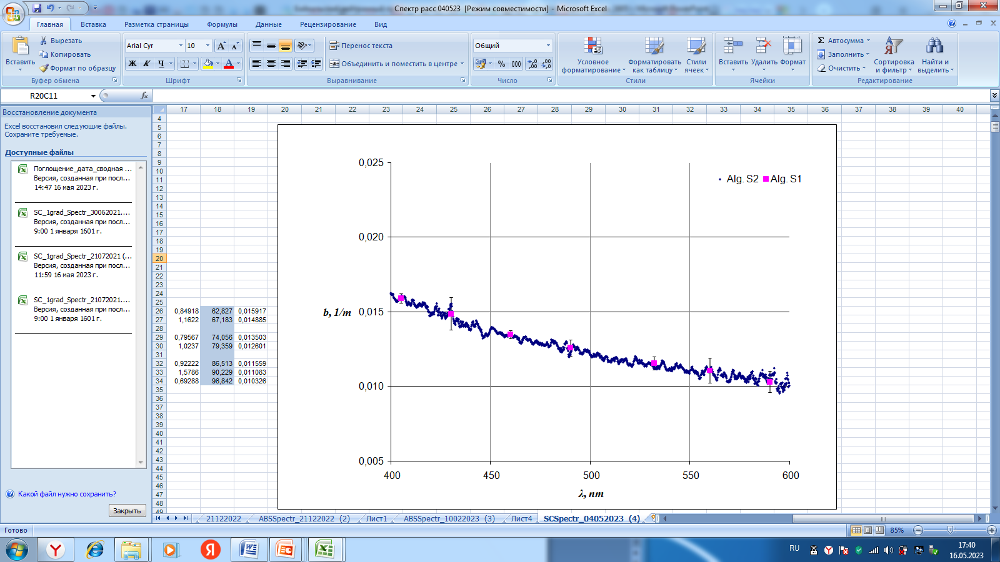 Спектр расс 040523 [Режим совместимости] - Microsoft Excel
Главная Вставка Разметка страницы Формулы Данные Рецензирование Вид
Вставить
Вырезать
Копировать
Формат по образцу
Буфер обмена
Arial Cyr 10
Ж К Ч
Шрифт
Перенос текста
Объединить и поместить в центре
Выравнивание
Общий
% 000
Число
Условное форматирование
Форматировать как таблицу
Стили ячеек
Стили
Вставить Удалить Формат
Ячейки
Автосумма
Заполнить
Очистить
Сортировка и фильтр
Найти и выделить
Редактирование
R20C11
fx
Восстановление документа
Excel восстановил следующие файлы.
Сохраните требуемые.
Доступные файлы
Поглощение_дата_сводная ...
Версия, созданная при посл...
14:47 16 мая 2023 г.
SC_1grad_Spectr_30062021....
Версия, созданная при посл...
9:00 1 января 1601 г.
SC_1grad_Spectr_21072021 (...
Версия, созданная при посл...
11:59 16 мая 2023 г.
SC_1grad_Spectr_21072021....
Версия, созданная при посл...
9:00 1 января 1601 г.
Какой файл нужно сохранить?
Закрыть
17 18 19 20 21 22 23 24 25 26 27 28 29 30 31 32 33 34 35 36 37 38 39 40
4
5
6
7
8
9
10
11
12
13
14
15
16
17
18
19
20
21
22
23
24
25
26 0,84918 62,827 0,015917
27 1,1622 67,183 0,014885
28
29 0,79567 74,056 0,013503
30 1,0237 79,359 0,012601
31
32 0,92222 86,513 0,011559
33 1,5786 90,229 0,011083
34 0,69288 96,842 0,010326
35
36
37
38
39
40
41
42
43
44
45
46
47
48
49
0,025
Alg. S2 Alg. S1
0,020
b, 1/m 0,015
0,010
0,005
400 450 500 550 600
λ, nm
21122022 ABSSpectr_21122022 (2) Лист1 ABSSpectr_10022023 (3) Лист4 SCSpectr_04052023 (4)
Готово
85%
RU
17:40
16.05.2023